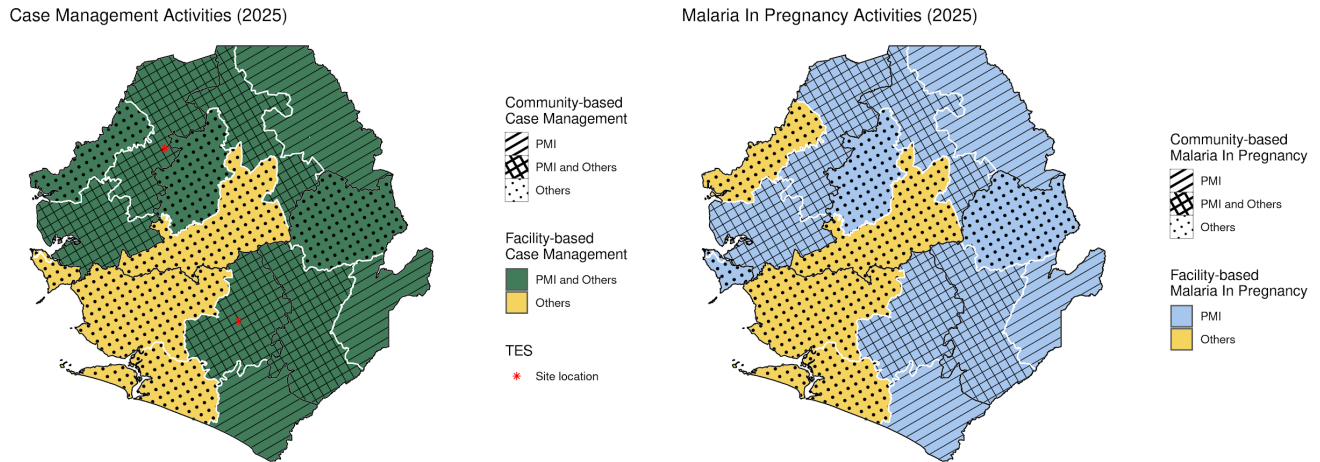 Case Management Activities (2025)
Community-based
Case Management
PMI
PMI and Others
Others
Facility-based
Case Management
PMI and Others
Others
TES
Site location
Malaria In Pregnancy Activities (2025)
Community-based
Malaria In Pregnancy
PMI
PMI and Others
Others
Facility-based
Malaria In Pregnancy
PMI
Others